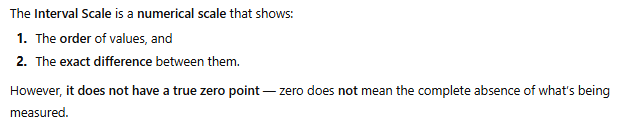 The Interval Scale is a numerical scale that shows:
1. The order of values, and
2. The exact difference between them.
However, it does not have a true zero point — zero does not mean the complete absence of what's being
measured.